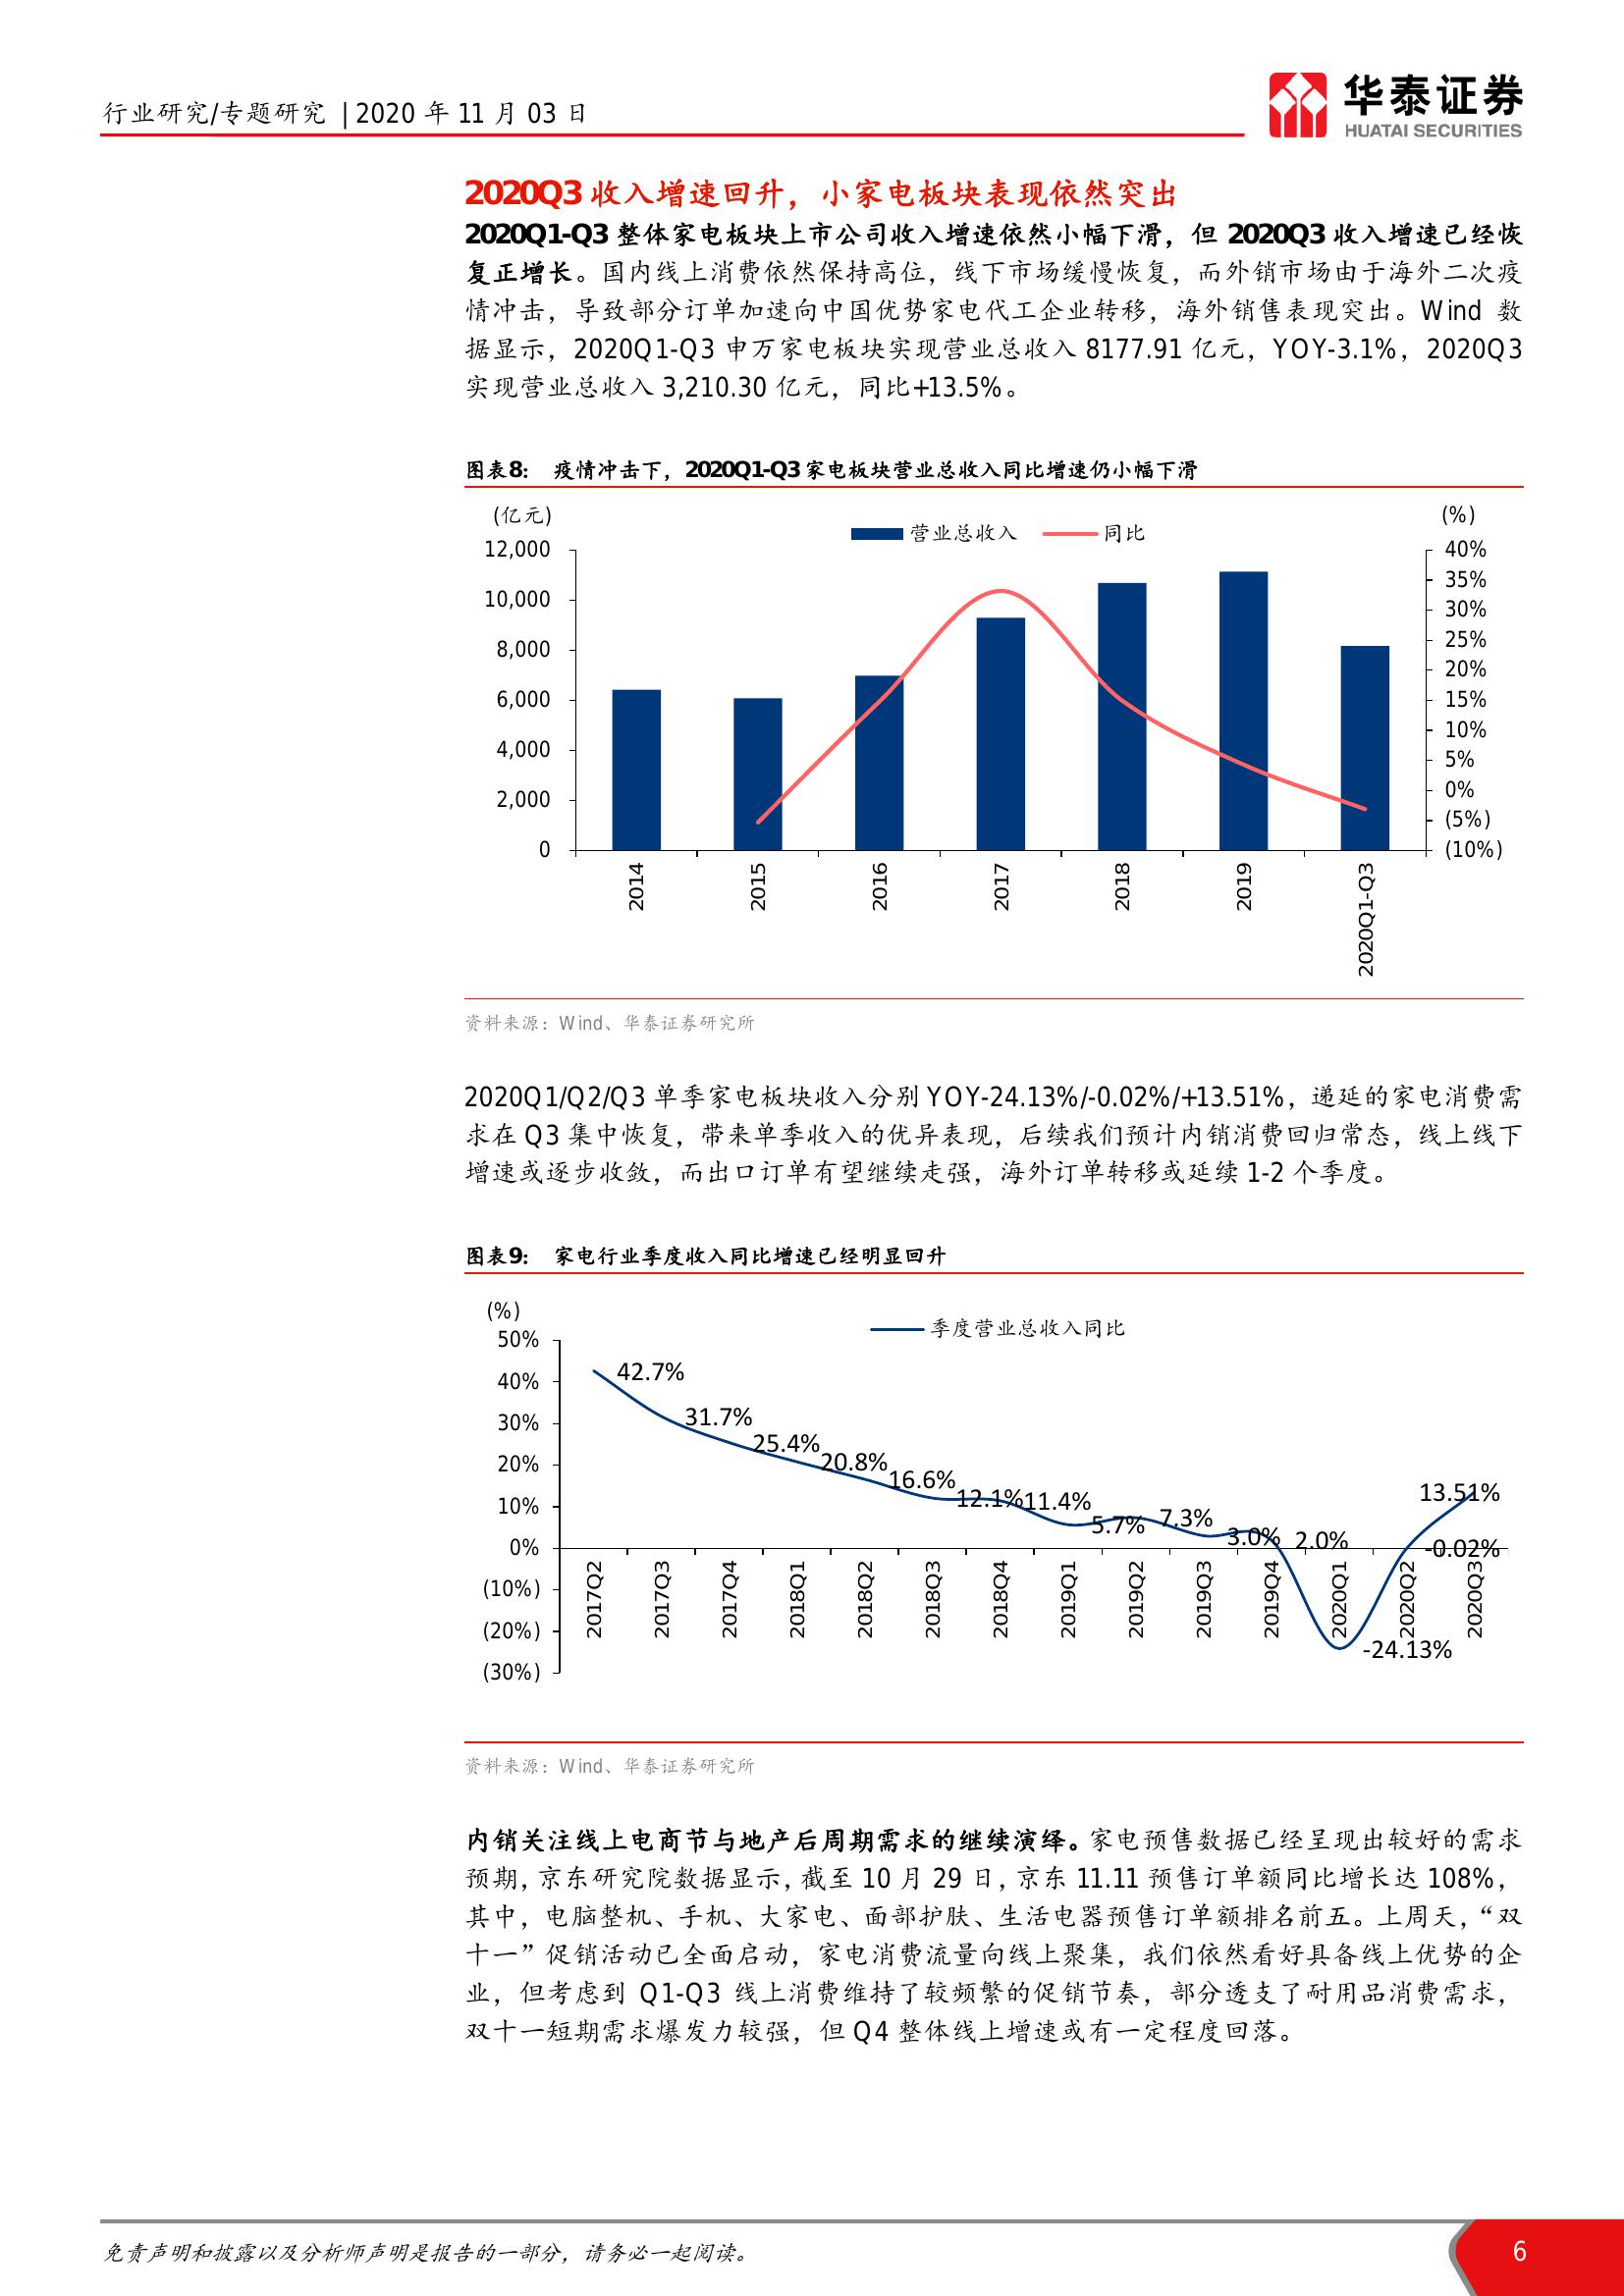 行业研究/专题研究 | 2020 年 11 月 03 日
华泰证券
HUATAI SECURITIES
2020Q3 收入增速回升，小家电板块表现依然突出
2020Q1-Q3 整体家电板块上市公司收入增速依然小幅下滑，但 2020Q3 收入增速已经恢
复正增长。国内线上消费依然保持高位，线下市场缓慢恢复，而外销市场由于海外二次疫
情冲击，导致部分订单加速向中国优势家电代工企业转移，海外销售表现突出。Wind 数
据显示，2020Q1-Q3 申万家电板块实现营业总收入 8177.91 亿元，YOY-3.1%，2020Q3
实现营业总收入 3,210.30 亿元，同比+13.5%。
图表8： 疫情冲击下，2020Q1-Q3 家电板块营业总收入同比增速仍小幅下滑
(亿元)
(%)
营业总收入 同比
12,000
10,000
8,000
6,000
4,000
2,000
0
40%
35%
30%
25%
20%
15%
10%
5%
0%
(5%)
(10%)
2014
2015
2016
2017
2018
2019
2020Q1-Q3
资料来源：Wind、华泰证券研究所
2020Q1/Q2/Q3 单季家电板块收入分别 YOY-24.13%/-0.02%/+13.51%，递延的家电消费需
求在 Q3 集中恢复，带来单季收入的优异表现，后续我们预计内销消费回归常态，线上线下
增速或逐步收敛，而出口订单有望继续走强，海外订单转移或延续 1-2 个季度。
图表9： 家电行业季度收入同比增速已经明显回升
(%)
季度营业总收入同比
50%
40%
30%
20%
10%
0%
(10%)
(20%)
(30%)
42.7%
31.7%
25.4%
20.8%
16.6%
12.1%
11.4%
5.7%
7.3%
3.0%
2.0%
-24.13%
-0.02%
13.51%
2017Q2
2017Q3
2017Q4
2018Q1
2018Q2
2018Q3
2018Q4
2019Q1
2019Q2
2019Q3
2019Q4
2020Q1
2020Q2
2020Q3
资料来源：Wind、华泰证券研究所
内销关注线上电商节与地产后周期需求的继续演绎。家电预售数据已经呈现出较好的需求
预期，京东研究院数据显示，截至 10 月 29 日，京东 11.11 预售订单额同比增长达 108%，
其中，电脑整机、手机、大家电、面部护肤、生活电器预售订单额排名前五。上周天，“双
十一”促销活动已全面启动，家电消费流量向线上聚集，我们依然看好具备线上优势的企
业，但考虑到 Q1-Q3 线上消费维持了较频繁的促销节奏，部分透支了耐用品消费需求，
双十一短期需求爆发力较强，但 Q4 整体线上增速或有一定程度回落。
免责声明和披露以及分析师声明是报告的一部分，请务必一起阅读。
6